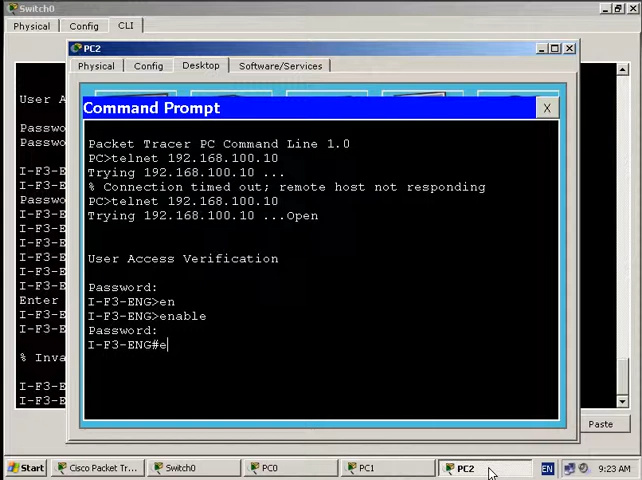 Switch0
Physical Config CLI
PC2
Physical Config Desktop Software/Services
Command Prompt X
Packet Tracer PC Command Line 1.0
PC>telnet 192.168.100.10
Trying 192.168.100.10 ...
% Connection timed out; remote host not responding
PC>telnet 192.168.100.10
Trying 192.168.100.10 ...Open
User Access Verification
Password:
I-F3-ENG>en
I-F3-ENG>enable
Password:
I-F3-ENG#e
User A
Passwo
Passwo
I-F3-E
Passwo
I-F3-E
I-F3-E
I-F3-E
I-F3-E
I-F3-E
Enter
I-F3-E
I-F3-E
% Inva
I-F3-E
I-F3-E
Paste
Start Cisco Packet Tr... Switch0 PC0 PC1 PC2 EN 9:23 AM